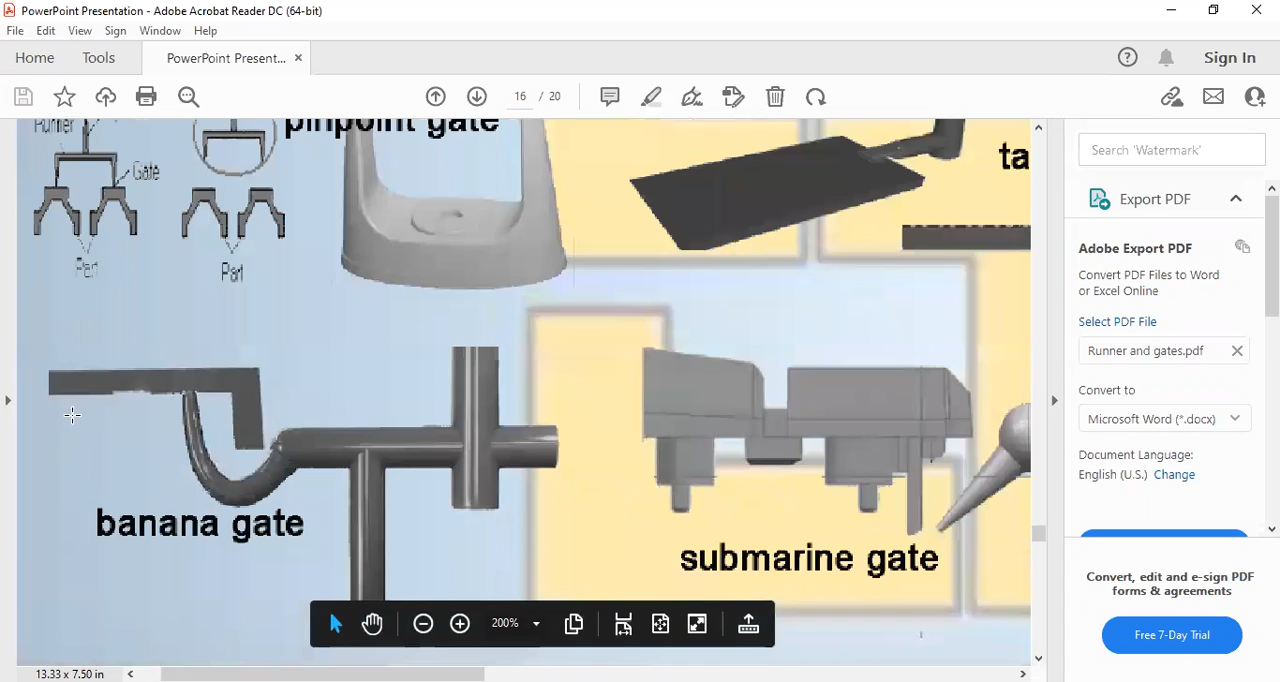 PowerPoint Presentation - Adobe Acrobat Reader DC (64-bit)
File Edit View Sign Window Help
Home Tools PowerPoint Present... Sign In
16 / 20
Search 'Watermark'
Export PDF
Adobe Export PDF
Convert PDF Files to Word
or Excel Online
Select PDF File
Runner and gates.pdf
Convert to
Microsoft Word (*.docx)
Document Language:
English (U.S.) Change
Convert, edit and e-sign PDF
forms & agreements
Free 7-Day Trial
Runner
pinpoint gate
Gate
ta
Part
Part
banana gate
submarine gate
200%
13.33 x 7.50 in